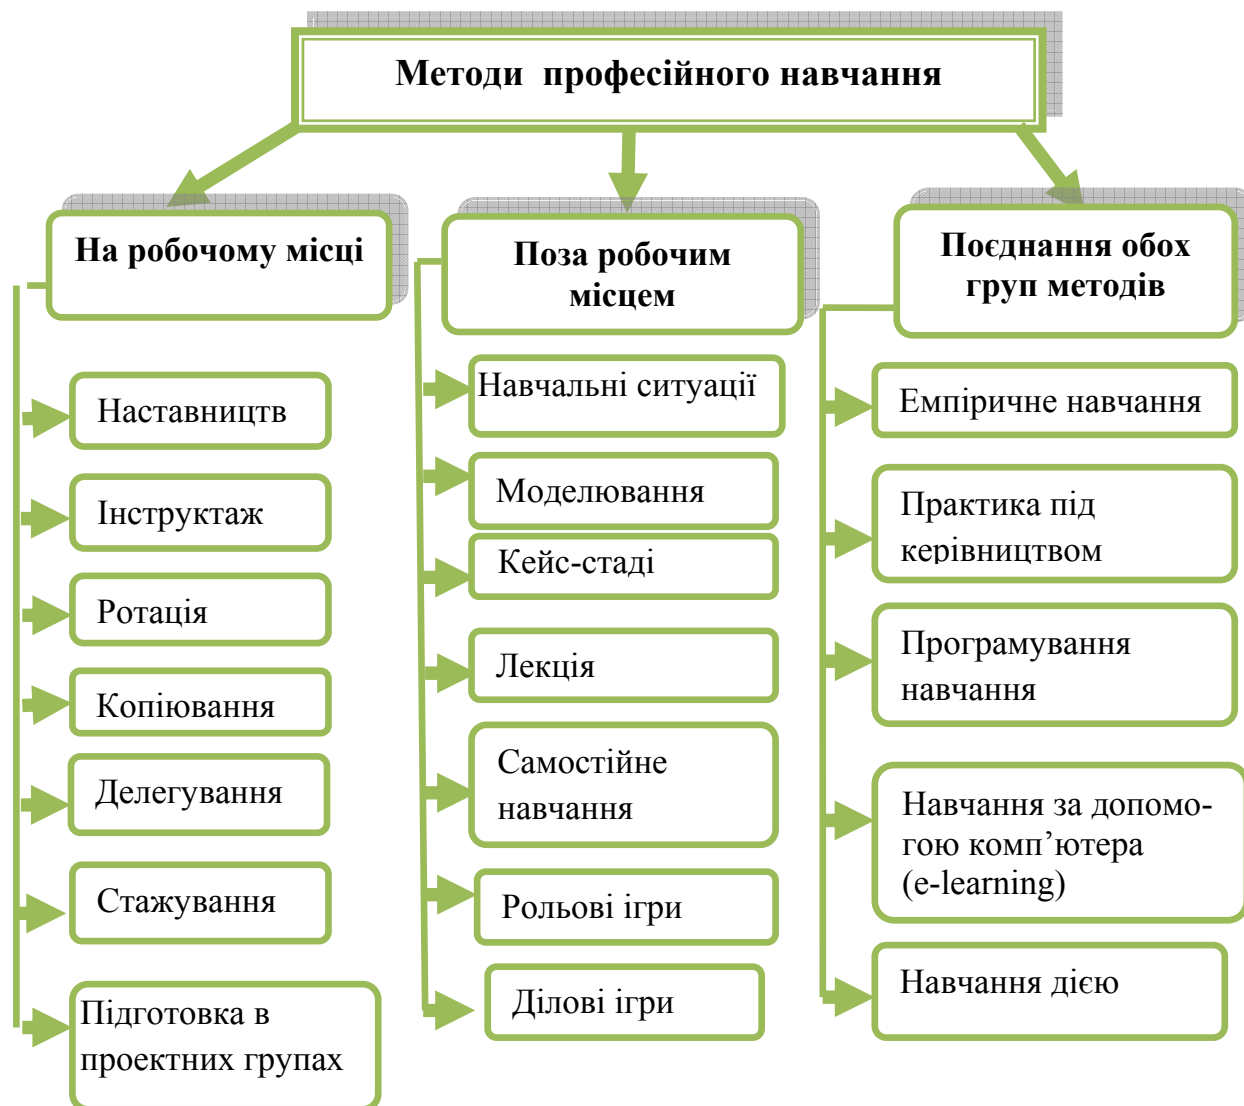 Методи професійного навчання
На робочому місці
Наставництв
Інструктаж
Ротація
Копіювання
Делегування
Стажування
Підготовка в
проектних групах
Поза робочим
місцем
Навчальні ситуації
Моделювання
Кейс-стаді
Лекція
Самостійне
навчання
Рольові ігри
Ділові ігри
Поєднання обох
груп методів
Емпіричне навчання
Практика під
керівництвом
Програмування
навчання
Навчання за допомо-
гою комп’ютера
(e-learning)
Навчання дією